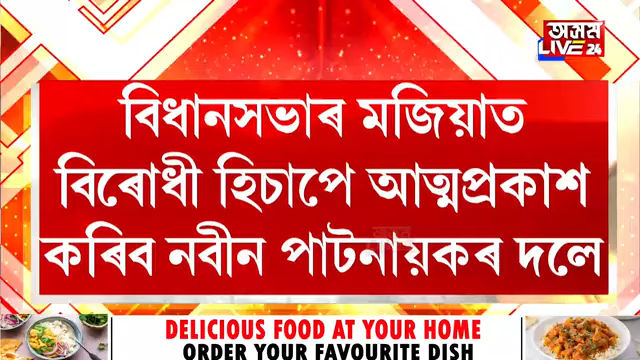 অসম
LIVE 24
বিধানসভাৰ মজিয়াত
বিৰোধী হিচাপে আত্মপ্ৰকাশ
কৰিব নবীন পাটনায়কৰ দলে
DELICIOUS FOOD AT YOUR HOME
ORDER YOUR FAVOURITE DISH